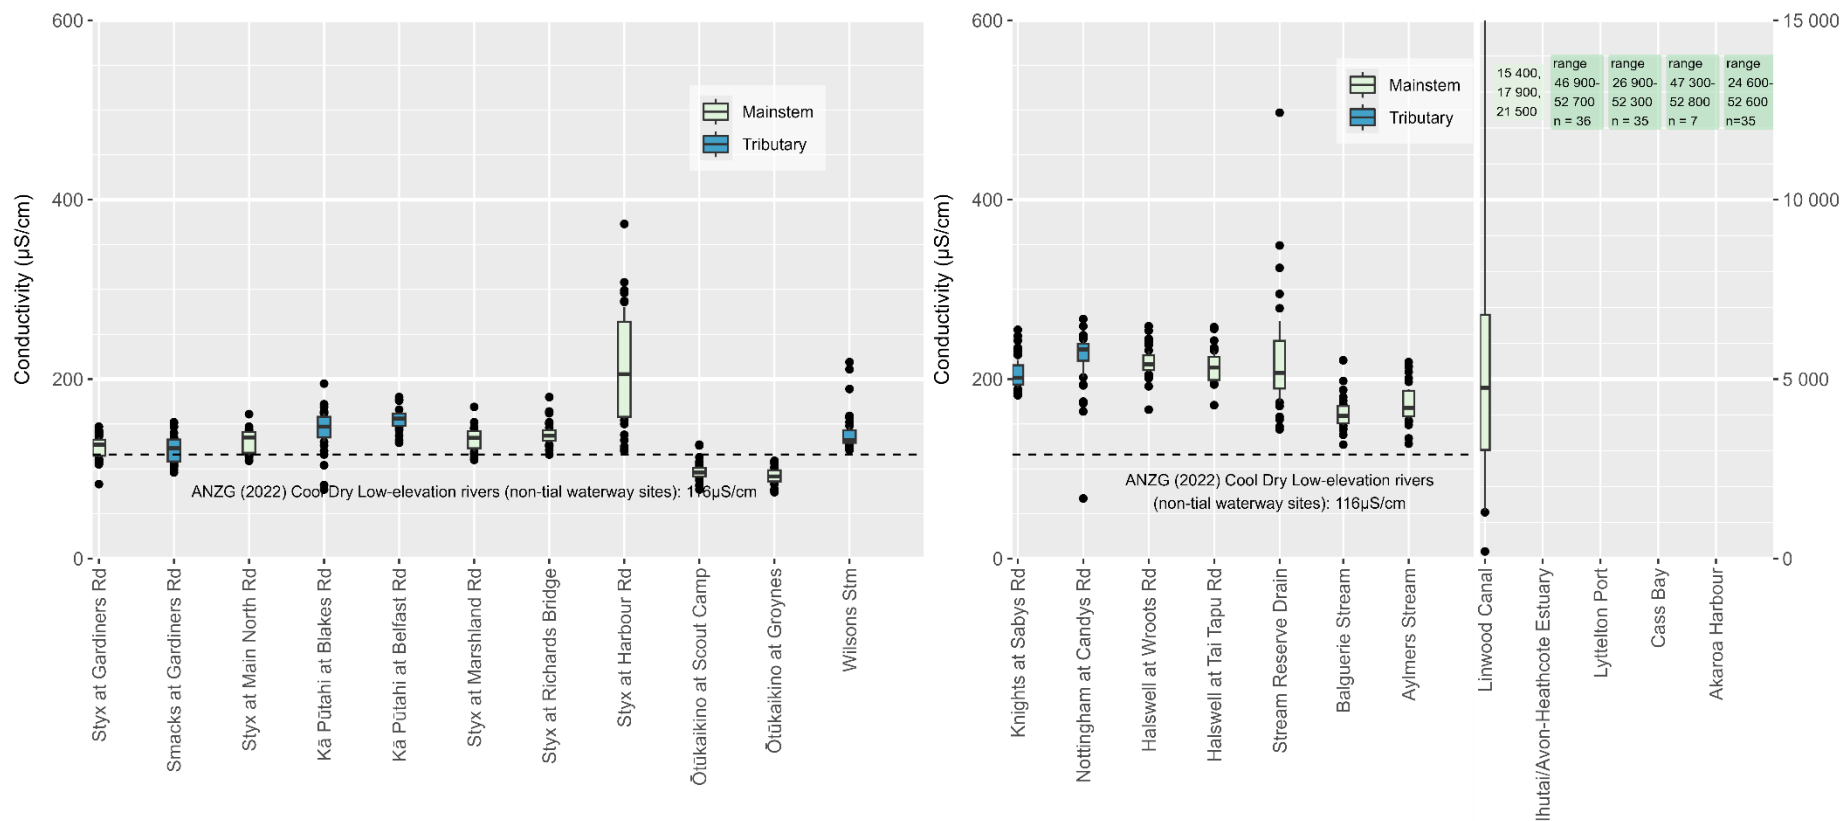 600
400
200
0
Conductivity (µS/cm)
Mainstem
Tributary
ANZG (2022) Cool Dry Low-elevation rivers (non-tial waterway sites): 116µS/cm
Styx at Gardiners Rd
Smacks at Gardiners Rd
Styx at Main North Rd
Kā Pūtahi at Blakes Rd
Kā Pūtahi at Belfast Rd
Styx at Marshland Rd
Styx at Richards Bridge
Styx at Harbour Rd
Ōtūkaikino at Scout Camp
Ōtūkaikino at Groynes
Wilsons Stm
600
400
200
0
Conductivity (µS/cm)
Mainstem
Tributary
ANZG (2022) Cool Dry Low-elevation rivers
(non-tial waterway sites): 116µS/cm
Knights at Sabys Rd
Nottingham at Candys Rd
Halswell at Wroots Rd
Halswell at Tai Tapu Rd
Stream Reserve Drain
Balguerie Stream
Aylmers Stream
15 400,
17 900,
21 500
range
46 900-
52 700
n = 36
range
26 900-
52 300
n = 35
range
47 300-
52 800
n = 7
range
24 600-
52 600
n=35
15 000
10 000
5 000
0
Linwood Canal
Ihutai/Avon-Heathcote Estuary
Lyttelton Port
Cass Bay
Akaroa Harbour